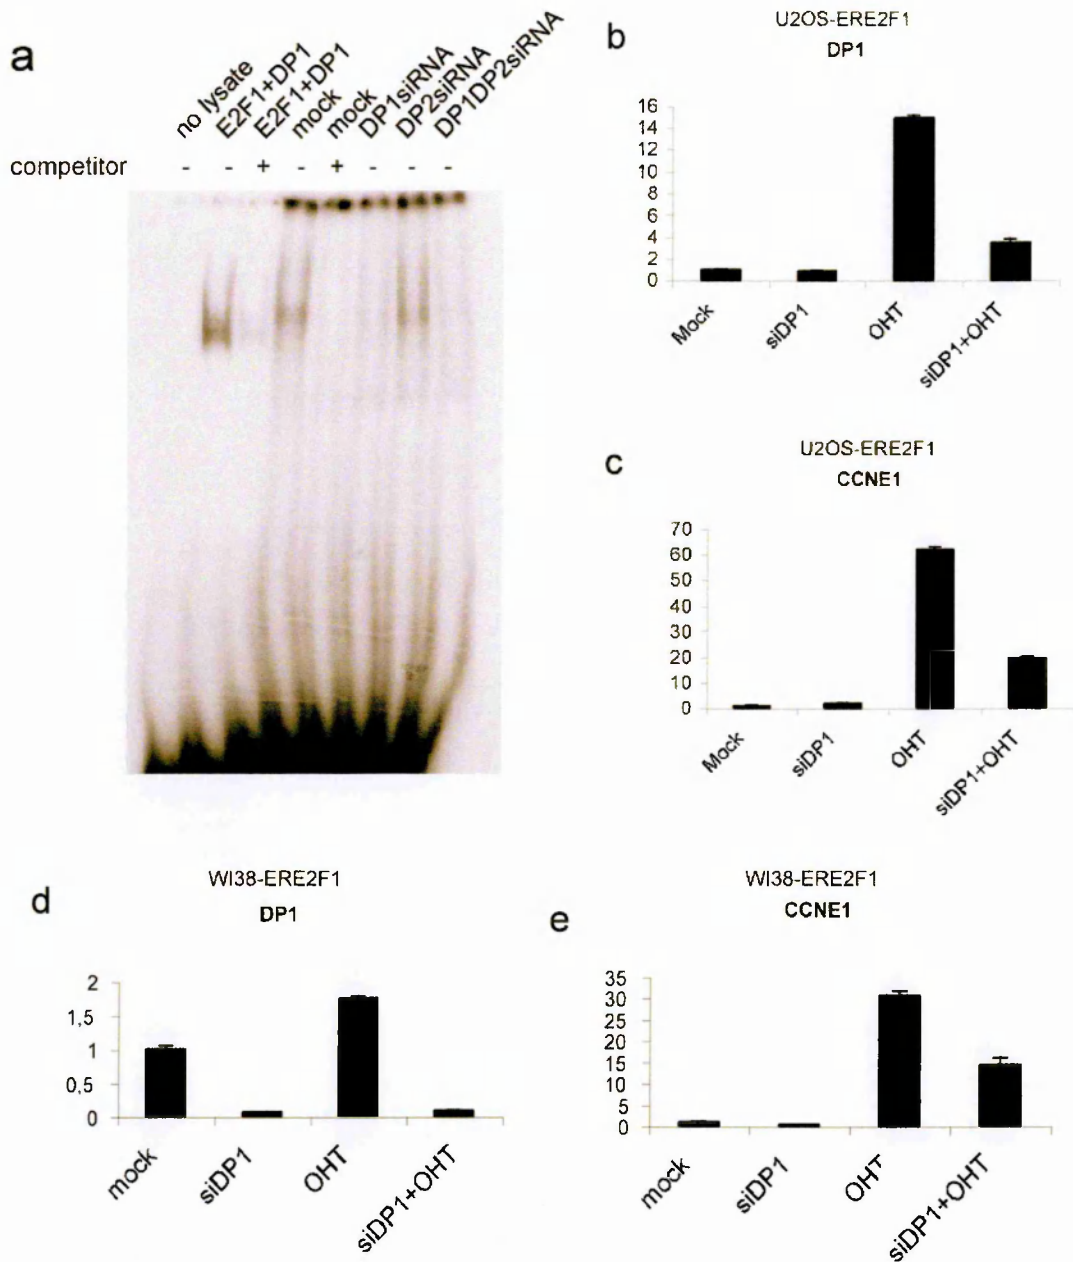 a
no lysate
E2F1+DP1
E2F1+DP1
mock
mock
DP1siRNA
DP2siRNA
DP1DP2siRNA
competitor - - + - + - - -
b
U2OS-ERE2F1
DP1
16
14
12
10
8
6
4
2
0
Mock
siDP1
OHT
siDP1+OHT
c
U2OS-ERE2F1
CCNE1
70
60
50
40
30
20
10
0
Mock
siDP1
OHT
siDP1+OHT
d
WI38-ERE2F1
DP1
2
1,5
1
0,5
0
mock
siDP1
OHT
siDP1+OHT
e
WI38-ERE2F1
CCNE1
35
30
25
20
15
10
5
0
mock
siDP1
OHT
siDP1+OHT